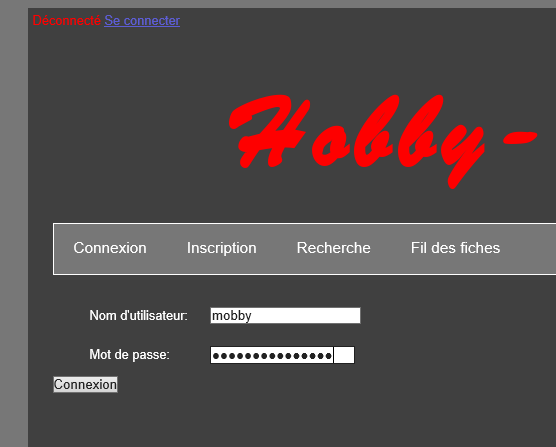 Déconnecté Se connecter
Hobby-
Connexion Inscription Recherche Fil des fiches
Nom d'utilisateur: mobby
Mot de passe: ●●●●●●●●●●●●●●●
Connexion